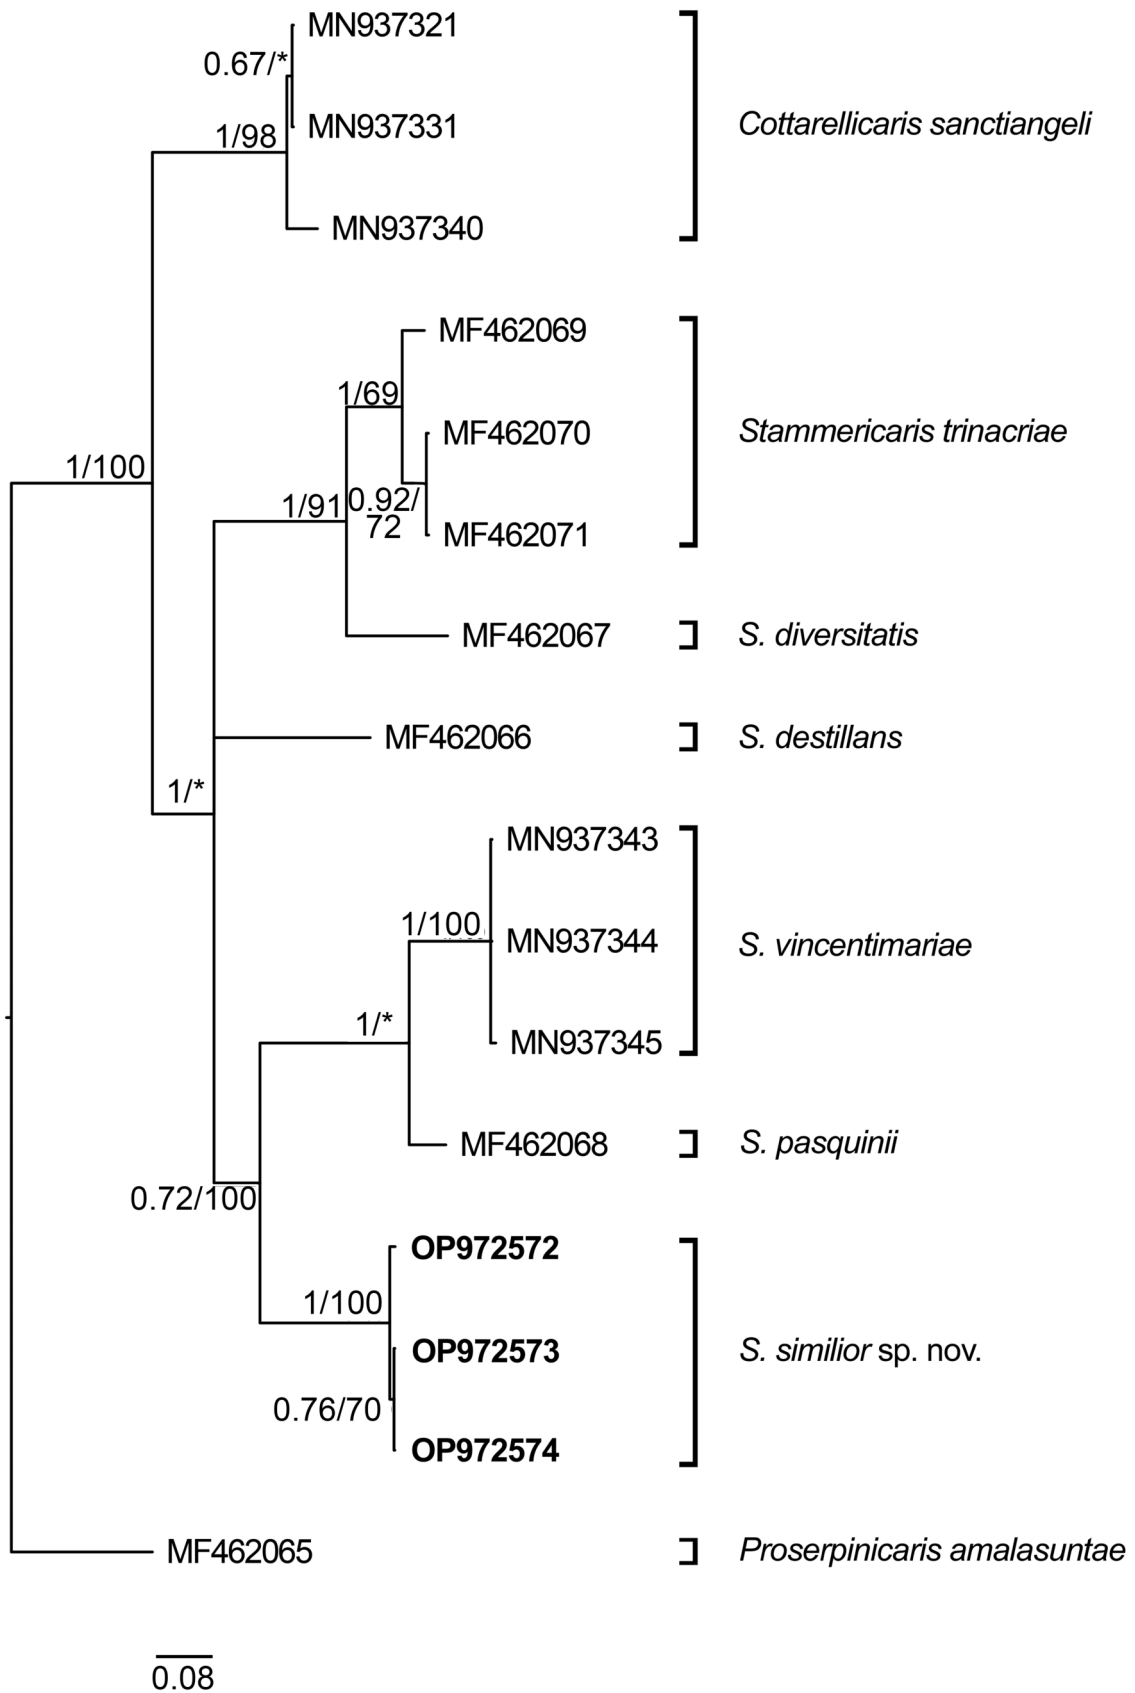 MN937321
0.67/*
Cottarellicaris sanctiangeli
MN937331
1/98
MN937340
MF462069
1/69
Stammericaris trinacriae
MF462070
1/100
1/91
0.92/
72
MF462071
MF462067
S. diversitatis
MF462066
S. destillans
1/*
MN937343
1/100
MN937344
S. vincentimariae
1/*
MN937345
MF462068
S. pasquinii
0.72/100
OP972572
1/100
OP972573
S. similior sp. nov.
0.76/70
OP972574
MF462065
Proserpinicaris amalasuntae
0.08